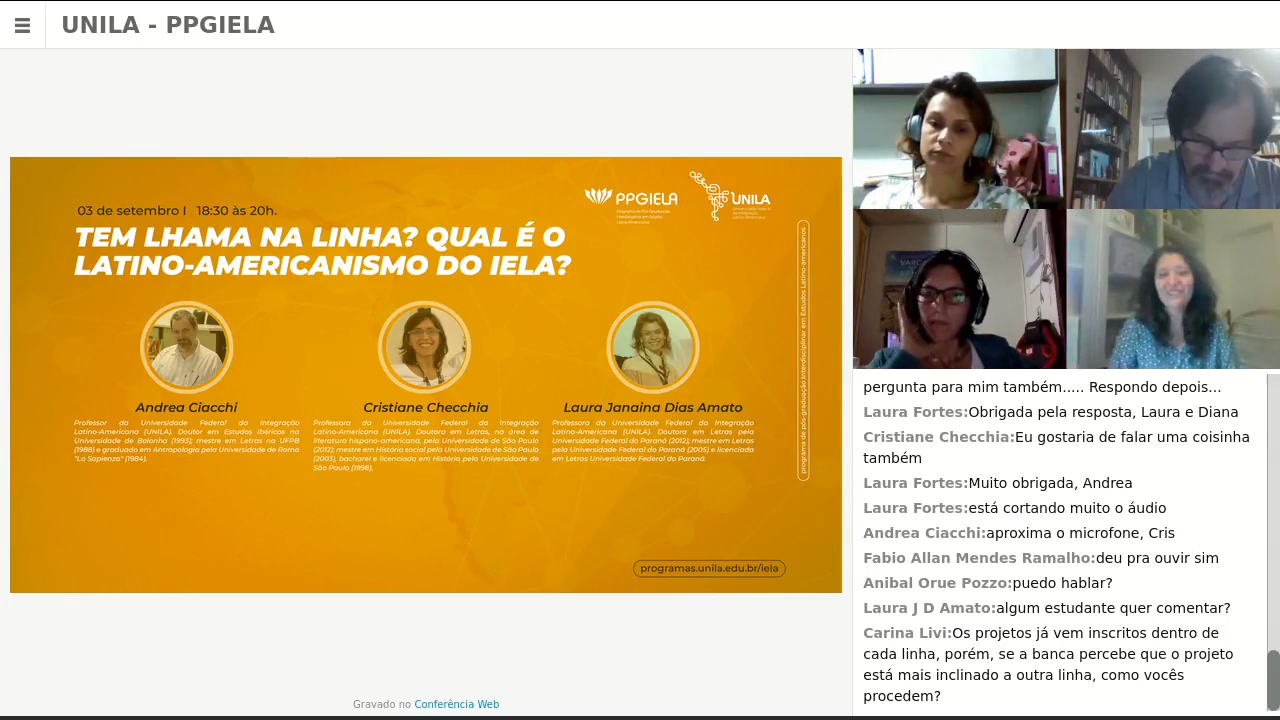 UNILA - PPGIELA
03 de setembro I 18:30 às 20h.
PPGIELA
UNILA
TEM LHAMA NA LINHA? QUAL É O
LATINO-AMERICANISMO DO IELA?
programa de pós-graduação Interdisciplinar em Estudos Latino-americanos
Andrea Ciacchi
Professor da Universidade Federal da Integração
Latino-Americana (UNILA). Doutor em Estudos Ibéricos na
Universidade de Bolonha (1993); mestre em Letras na UFPB
(1988) e graduado em Antropologia pela Universidade de Roma
"La Sapienza" (1984).
Cristiane Checchia
Professora da Universidade Federal da Integração
Latino-Americana (UNILA). Doutora em Letras, na área de
literatura hispano-americana, pela Universidade de São Paulo
(2012); mestre em História social pela Universidade de São Paulo
(2003), bacharel e licenciada em História pela Universidade de
São Paulo (1998).
Laura Janaina Dias Amato
Professora da Universidade Federal da Integração
Latino-Americana (UNILA). Doutora em Letras pela
Universidade Federal do Paraná (2012); mestre em Letras
pela Universidade Federal do Paraná (2005) e licenciada
em Letras Universidade Federal do Paraná.
programas.unila.edu.br/iela
Gravado no Conferência Web
pergunta para mim também..... Respondo depois...
Laura Fortes:Obrigada pela resposta, Laura e Diana
Cristiane Checchia:Eu gostaria de falar uma coisinha
também
Laura Fortes:Muito obrigada, Andrea
Laura Fortes:está cortando muito o áudio
Andrea Ciacchi:aproxima o microfone, Cris
Fabio Allan Mendes Ramalho:deu pra ouvir sim
Anibal Orue Pozzo:puedo hablar?
Laura J D Amato:algum estudante quer comentar?
Carina Livi:Os projetos já vem inscritos dentro de
cada linha, porém, se a banca percebe que o projeto
está mais inclinado a outra linha, como vocês
procedem?